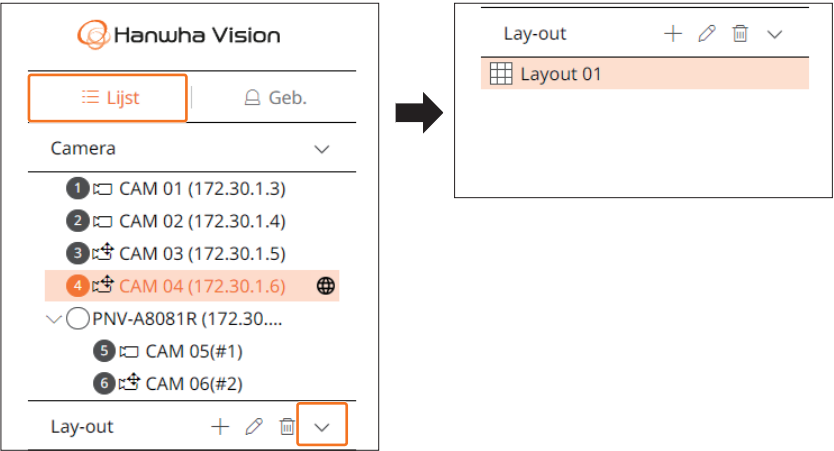 Hanwha Vision
Lijst
Geb.
Camera
1 CAM 01 (172.30.1.3)
2 CAM 02 (172.30.1.4)
3 CAM 03 (172.30.1.5)
4 CAM 04 (172.30.1.6)
PNV-A8081R (172.30....
5 CAM 05(#1)
6 CAM 06(#2)
Lay-out
Lay-out
Layout 01